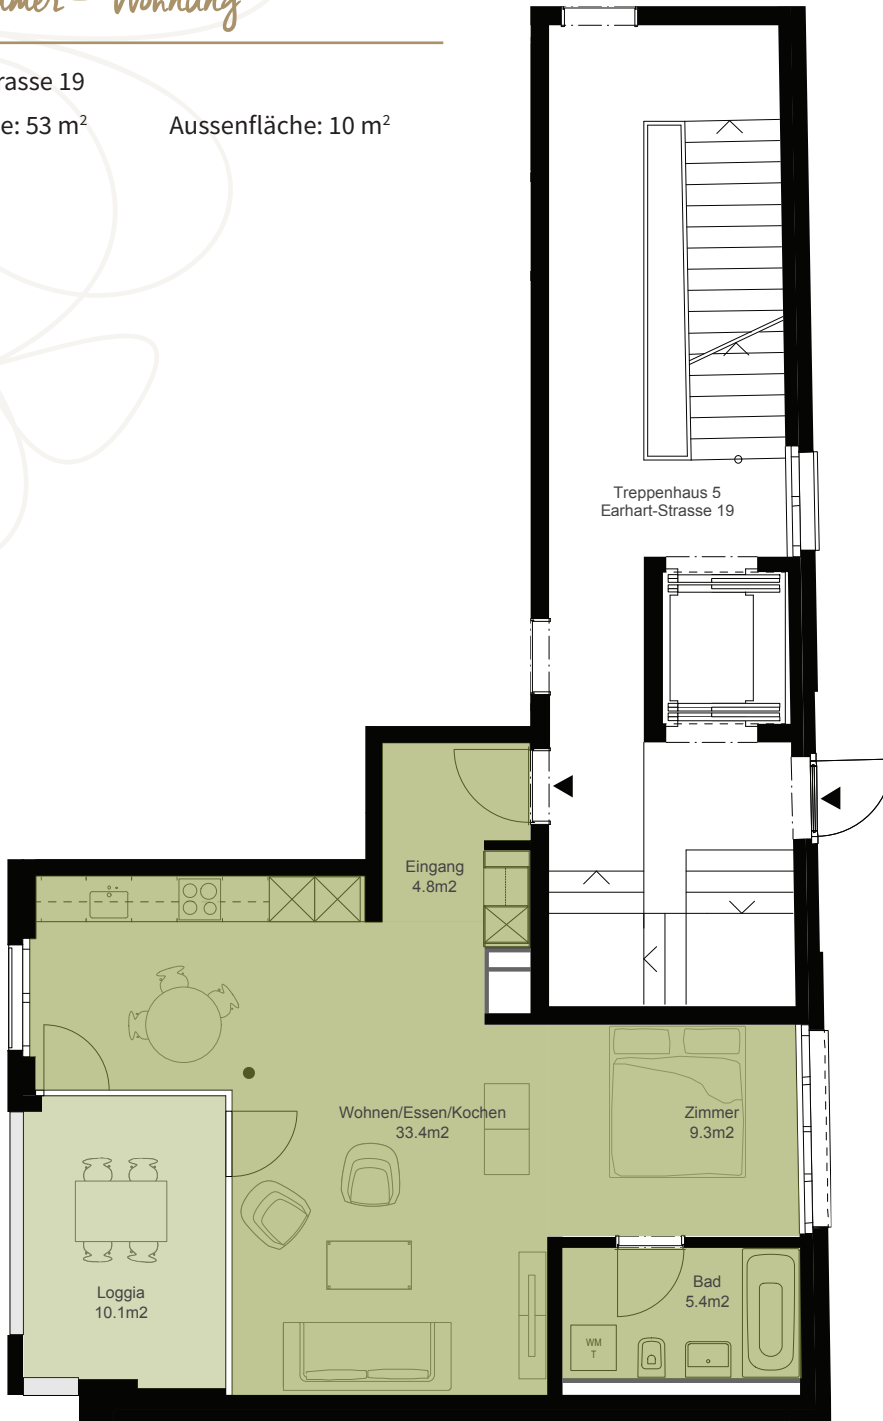 Wohnung
rasse 19
e: 53 m² Aussenfläche: 10 m²
Treppenhaus 5
Earhart-Strasse 19
Eingang
4.8m2
Wohnen/Essen/Kochen
33.4m2
Zimmer
9.3m2
Loggia
10.1m2
Bad
5.4m2
WM
T